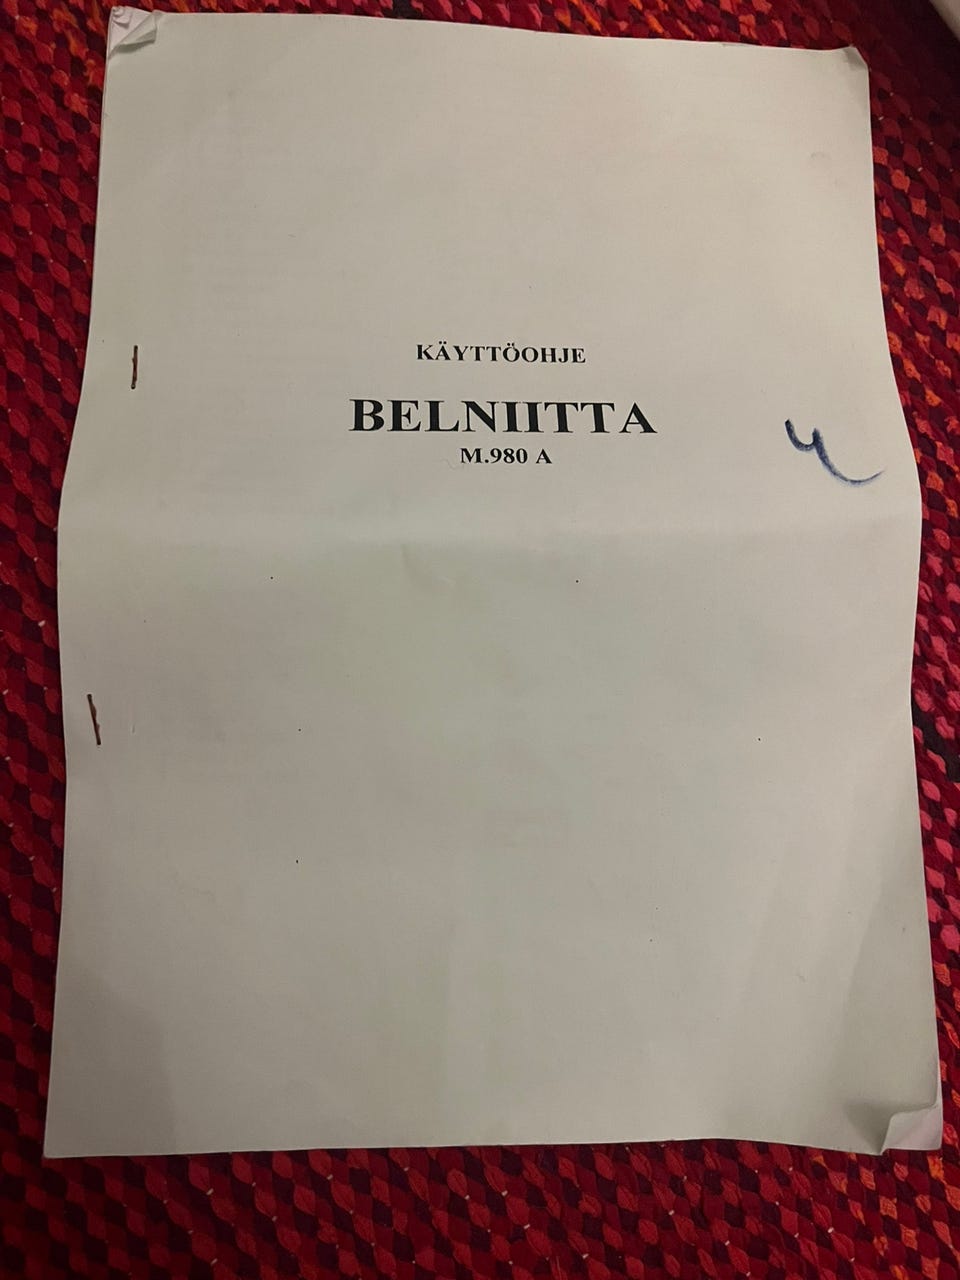 KÄYTTÖOHJE
BELNIITTA
M.980 A